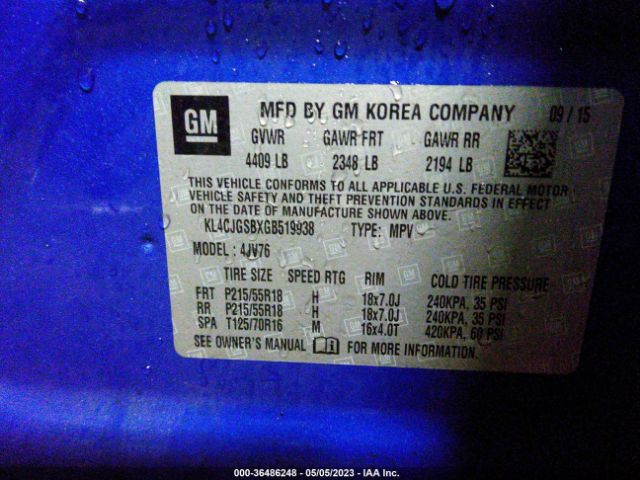 GM MFD BY GM KOREA COMPANY 09/15
GVWR GAWR FRT GAWR RR
4409 LB 2348 LB 2194 LB
THIS VEHICLE CONFORMS TO ALL APPLICABLE U.S. FEDERAL MOTOR
VEHICLE SAFETY AND THEFT PREVENTION STANDARDS IN EFFECT
ON THE DATE OF MANUFACTURE SHOWN ABOVE.
KL4CJGSBXGB519938 TYPE: MPV
MODEL: 4JV76
TIRE SIZE SPEED RTG RIM COLD TIRE PRESSURE
FRT P215/55R18 H 18x7.0J 240KPA, 35 PSI
RR P215/55R18 H 18x7.0J 240KPA, 35 PSI
SPA T125/70R16 M 16x4.0T 420KPA, 60 PSI
SEE OWNER'S MANUAL FOR MORE INFORMATION.
000-36486248 - 05/05/2023 - IAA Inc.